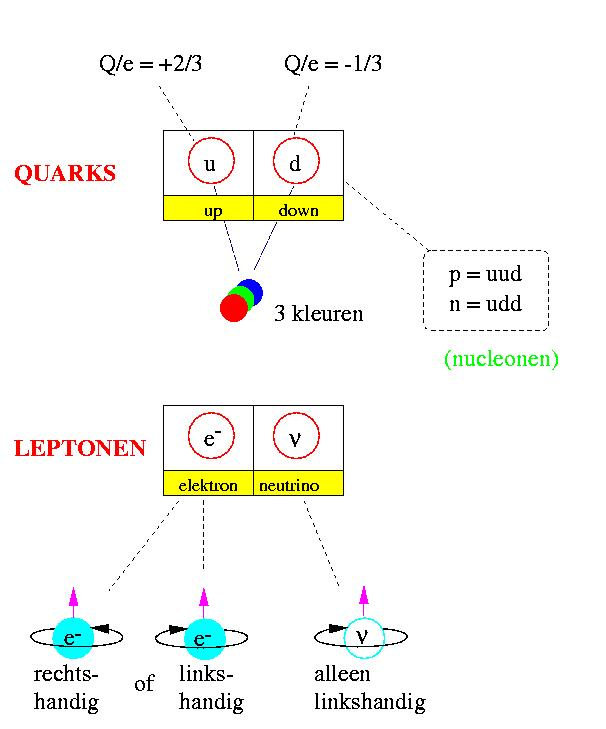 Q/e = +2/3
Q/e = -1/3
QUARKS
u
d
up
down
3 kleuren
p = uud
n = udd
(nucleonen)
LEPTONEN
e-
ν
elektron
neutrino
e-
e-
ν
rechts-
handig
of
links-
handig
alleen
linkshandig